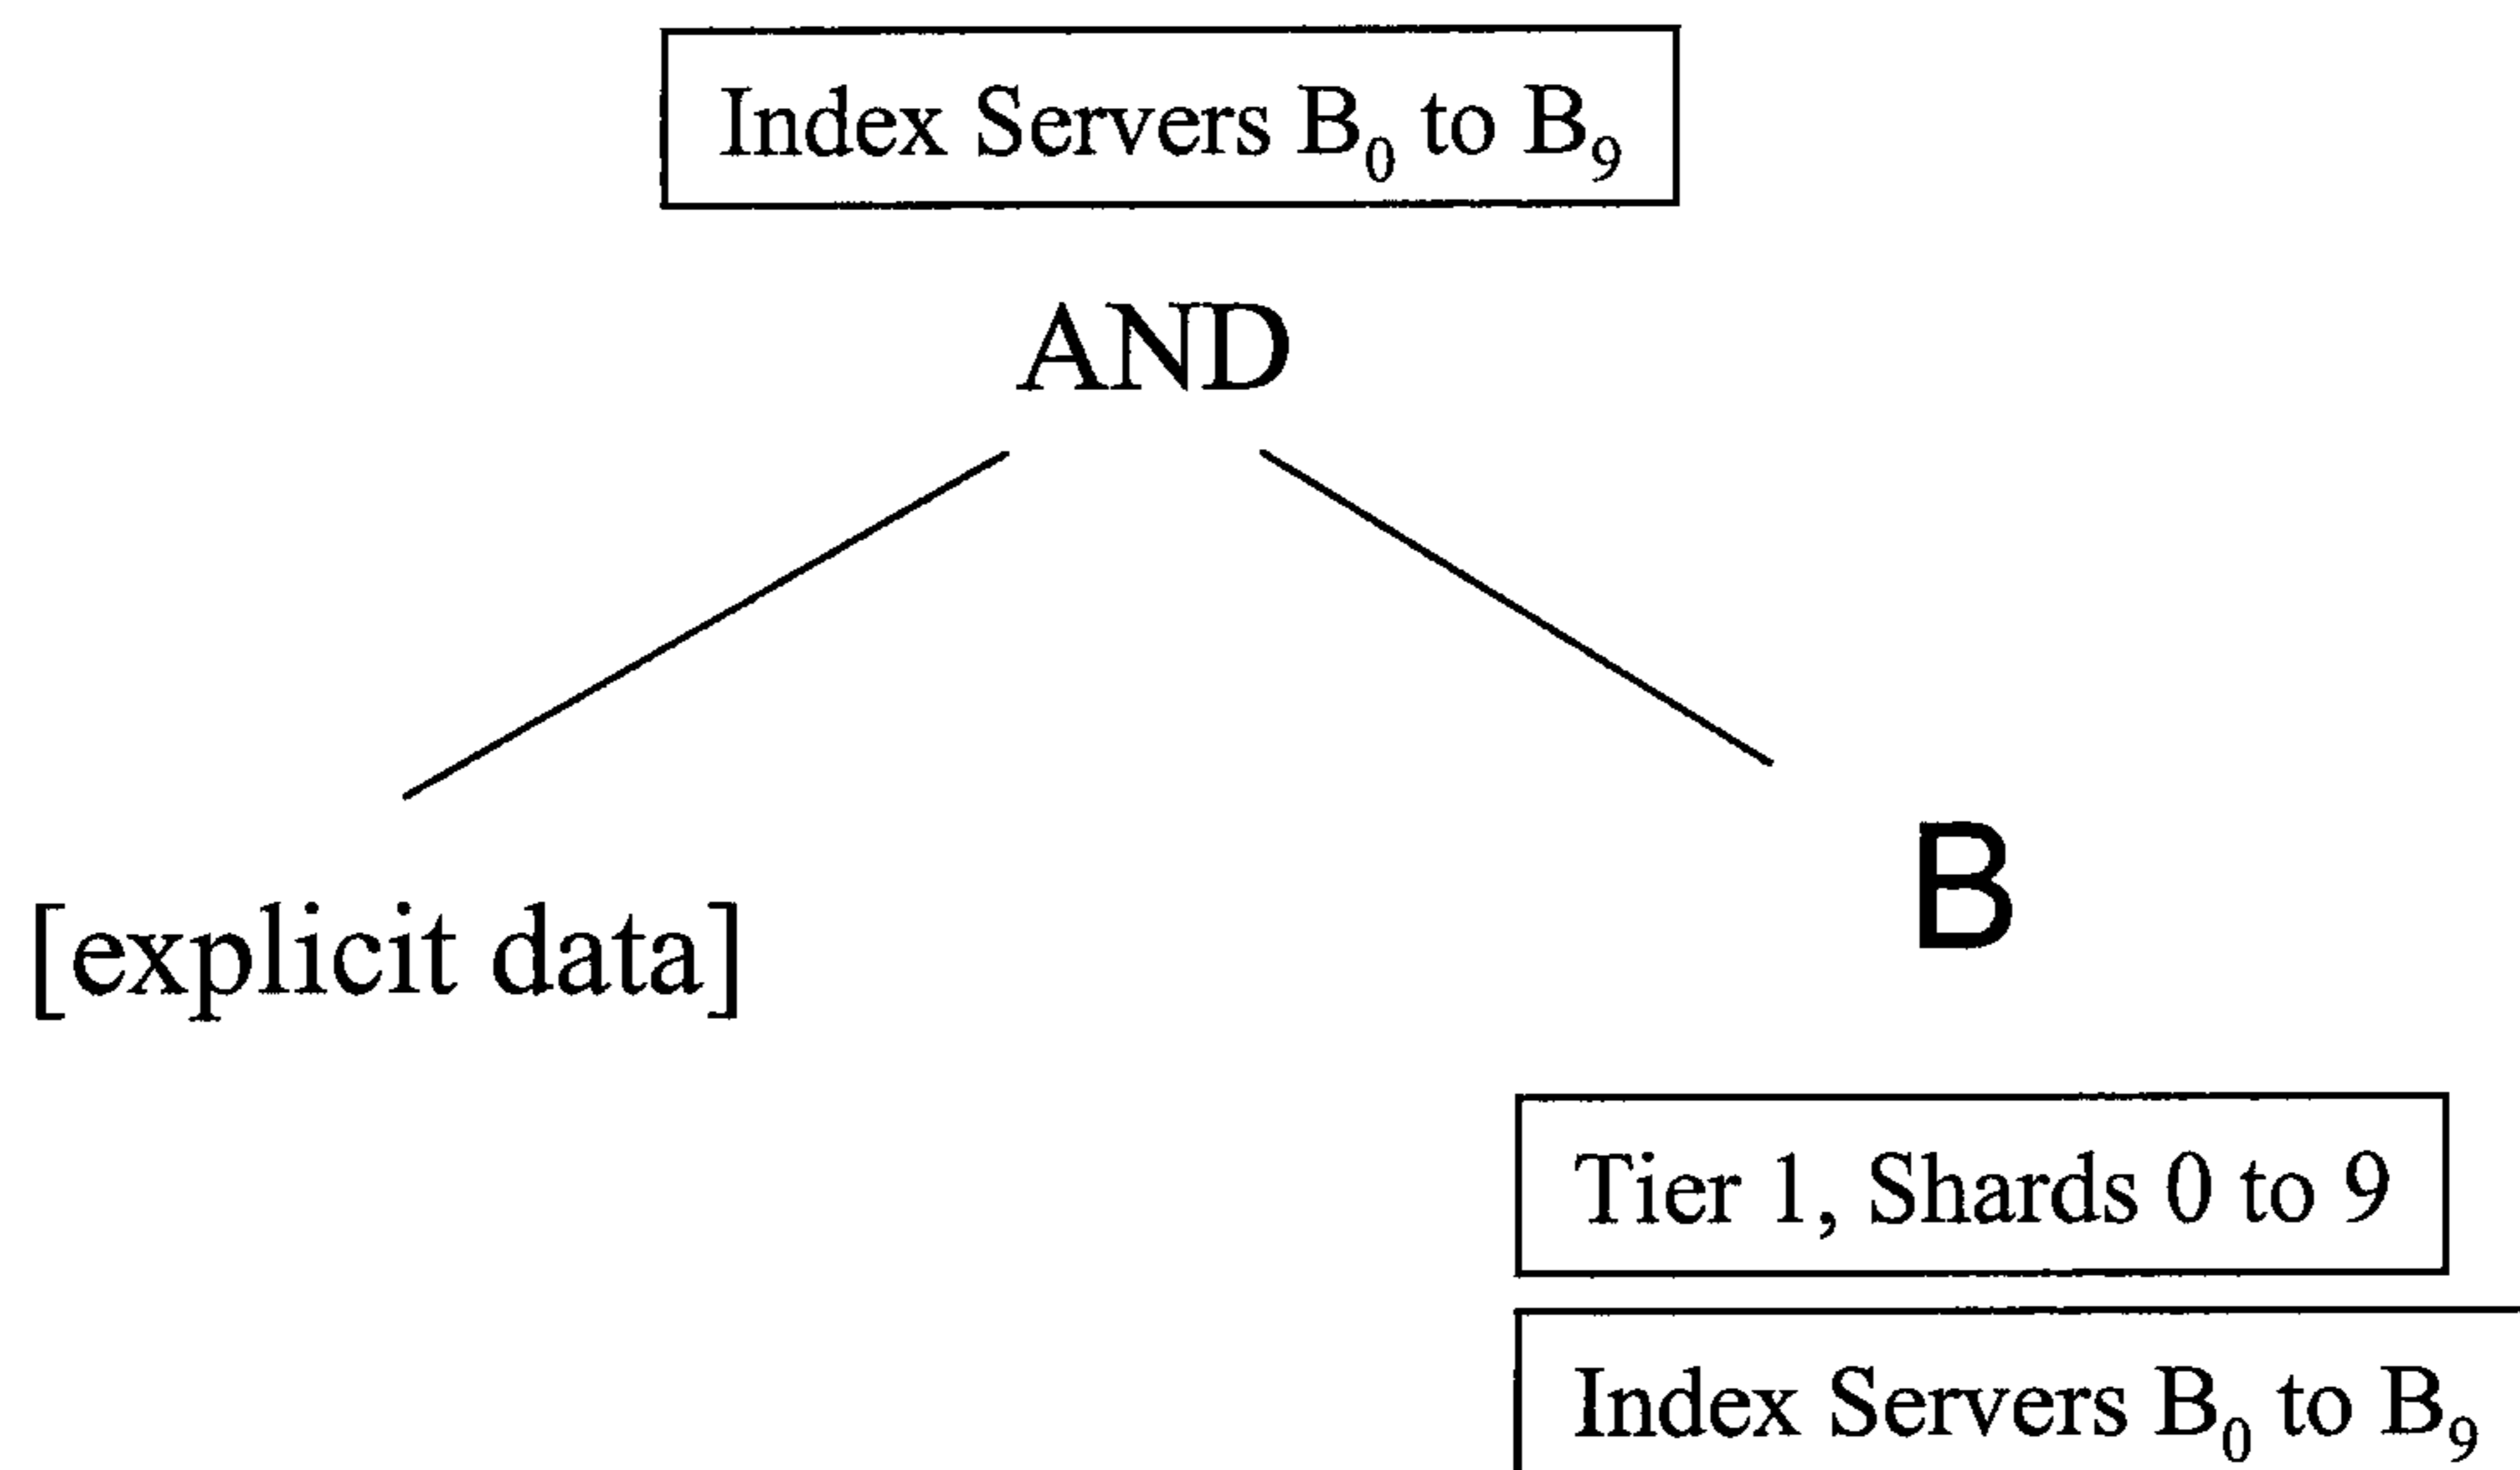 Index Servers B₀ to B₉
AND
[explicit data]
B
Tier 1, Shards 0 to 9
Index Servers B₀ to B₉